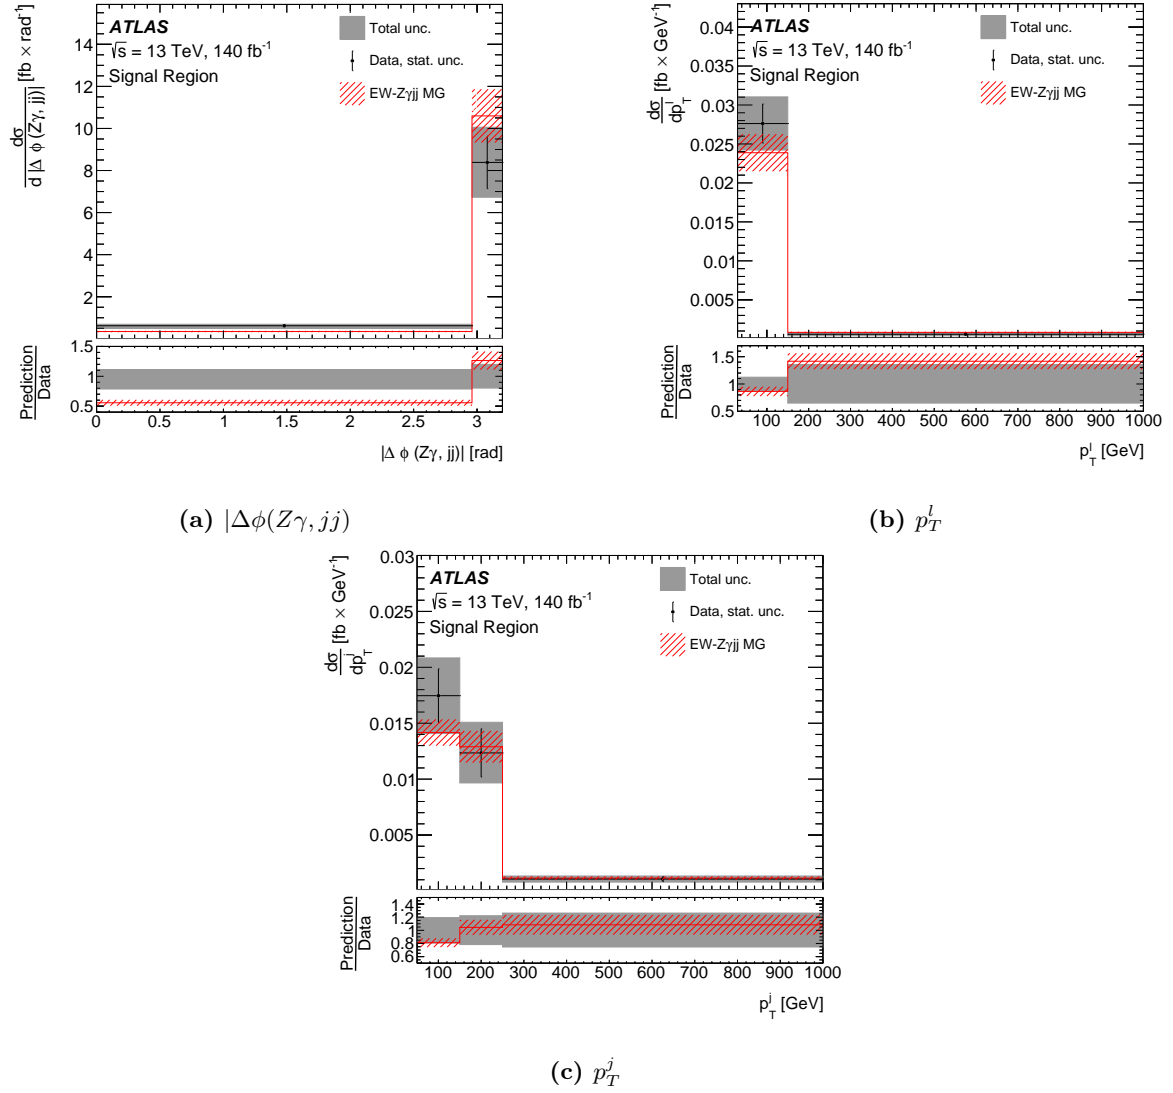 ATLAS
√s = 13 TeV, 140 fb⁻¹
Signal Region
Total unc.
Data, stat. unc.
EW-Zγjj MG
dσ / d |Δ ϕ (Zγ, jj)| [fb × rad⁻¹]
14
12
10
8
6
4
2
Prediction / Data
1.5
1
0.5
0 0.5 1 1.5 2 2.5 3
|Δ ϕ (Zγ, jj)| [rad]
(a) |Δϕ(Zγ, jj)
ATLAS
√s = 13 TeV, 140 fb⁻¹
Signal Region
Total unc.
Data, stat. unc.
EW-Zγjj MG
dσ / dp_T^l [fb × GeV⁻¹]
0.04
0.035
0.03
0.025
0.02
0.015
0.01
0.005
Prediction / Data
1.5
1
0.5
100 200 300 400 500 600 700 800 900 1000
p_T^l [GeV]
(b) p_T^l
ATLAS
√s = 13 TeV, 140 fb⁻¹
Signal Region
Total unc.
Data, stat. unc.
EW-Zγjj MG
dσ / dp_T^j [fb × GeV⁻¹]
0.03
0.025
0.02
0.015
0.01
0.005
Prediction / Data
1.4
1.2
1
0.8
0.6
100 200 300 400 500 600 700 800 900 1000
p_T^j [GeV]
(c) p_T^j